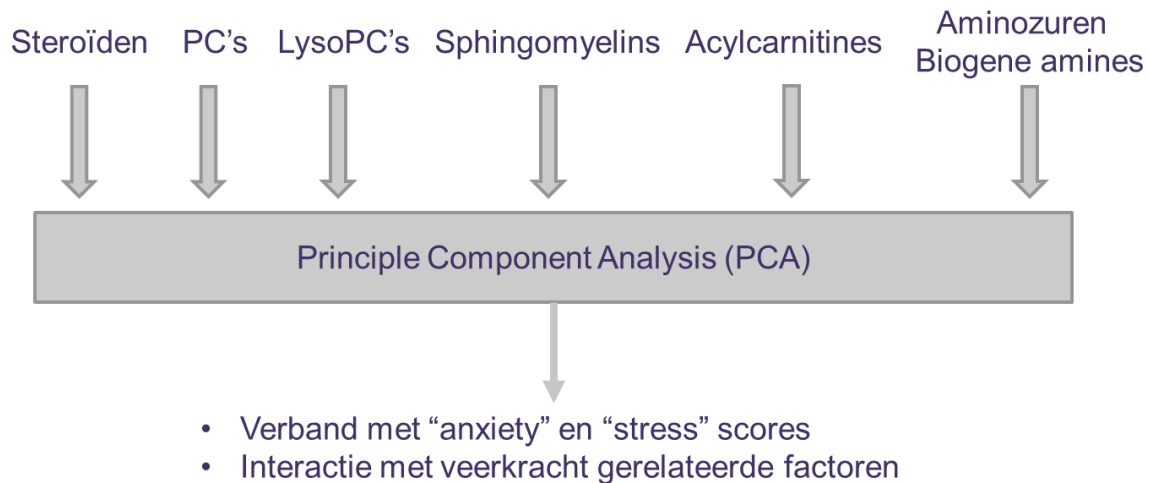 Steroïden
PC’s
LysoPC’s
Sphingomyelins
Acylcarnitines
Aminozuren
Biogene amines
Principle Component Analysis (PCA)
• Verband met “anxiety” en “stress” scores
• Interactie met veerkracht gerelateerde factoren